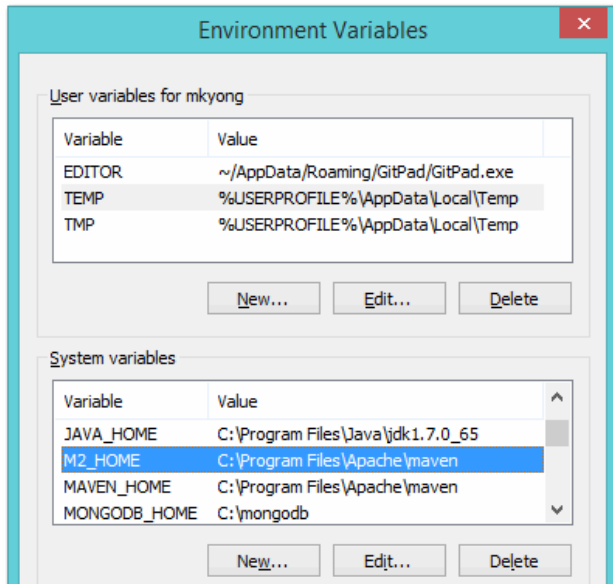 Environment Variables
User variables for mkyong
Variable Value
EDITOR ~/AppData/Roaming/GitPad/GitPad.exe
TEMP %USERPROFILE%\AppData\Local\Temp
TMP %USERPROFILE%\AppData\Local\Temp
New... Edit... Delete
System variables
Variable Value
JAVA_HOME C:\Program Files\Java\jdk1.7.0_65
M2_HOME C:\Program Files\Apache\maven
MAVEN_HOME C:\Program Files\Apache\maven
MONGODB_HOME C:\mongodb
New... Edit... Delete